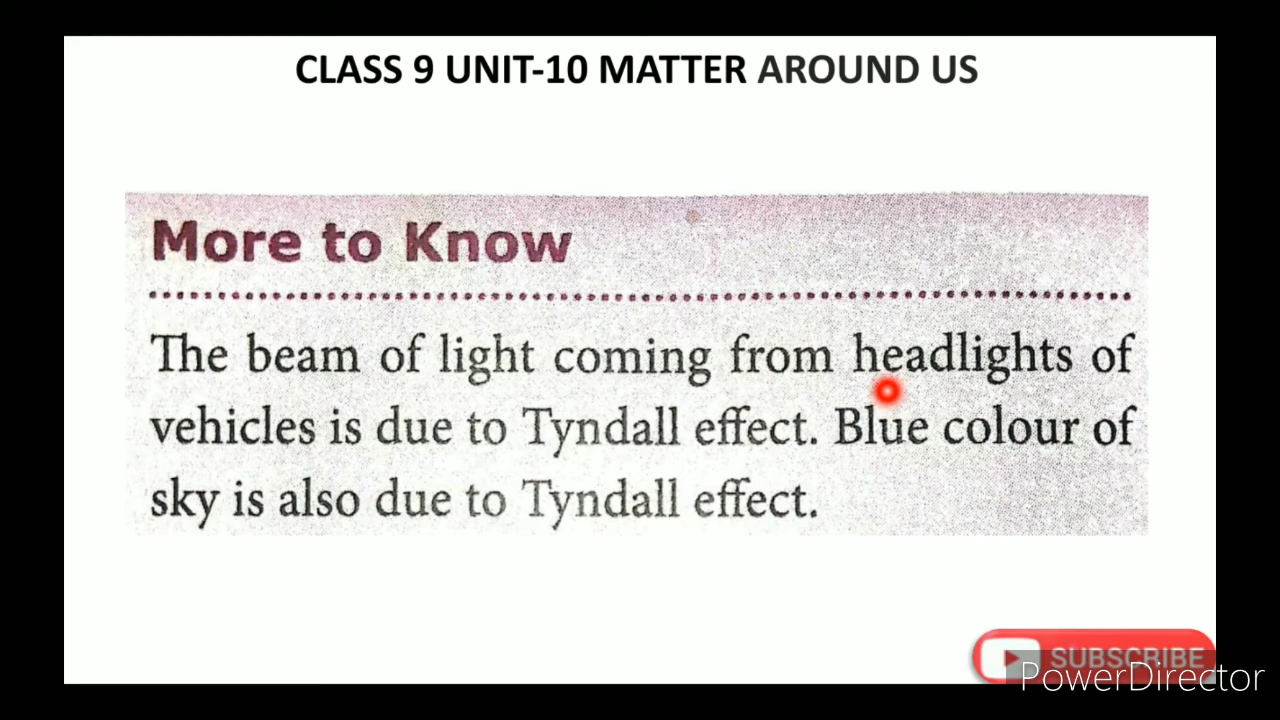 CLASS 9 UNIT-10 MATTER AROUND US
More to Know
The beam of light coming from headlights of
vehicles is due to Tyndall effect. Blue colour of
sky is also due to Tyndall effect.
SUBSCRIBE
PowerDirector